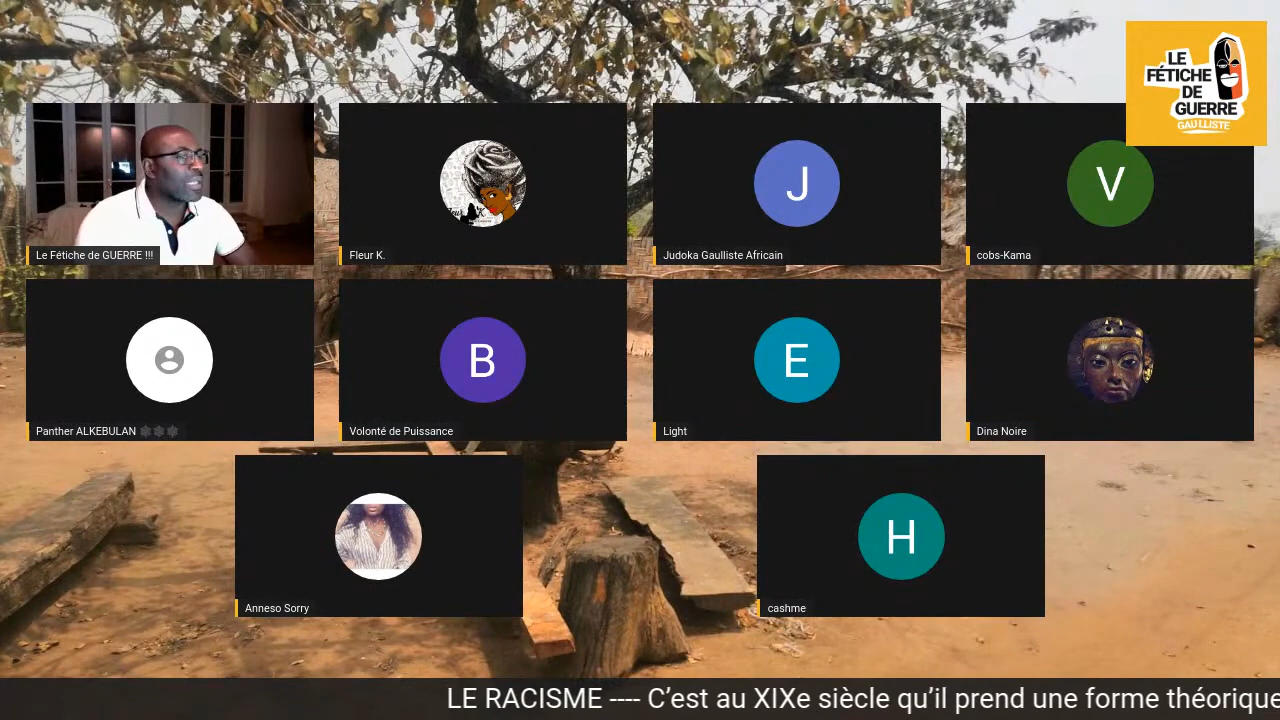 LE
FÉTICHE
DE
GUERRE
GAULLISTE
Le Fétiche de GUERRE !!!
Fleur K.
J
Judoka Gaulliste Africain
V
cobs-Kama
Panther ALKEBULAN
B
Volonté de Puissance
E
Light
Dina Noire
Anneso Sorry
H
cashme
LE RACISME ---- C'est au XIXe siècle qu'il prend une forme théorique